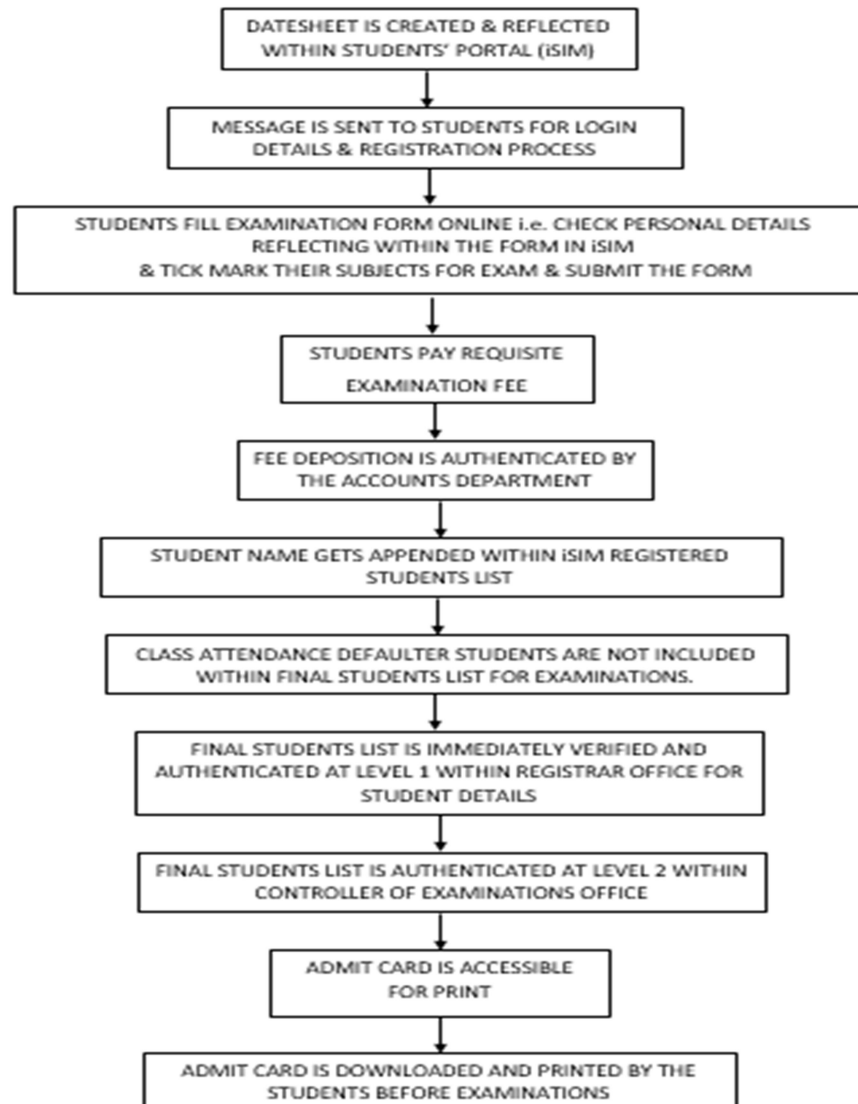 DATESHEET IS CREATED & REFLECTED
WITHIN STUDENTS' PORTAL (iSIM)
MESSAGE IS SENT TO STUDENTS FOR LOGIN
DETAILS & REGISTRATION PROCESS
STUDENTS FILL EXAMINATION FORM ONLINE i.e. CHECK PERSONAL DETAILS
REFLECTING WITHIN THE FORM IN iSIM
& TICK MARK THEIR SUBJECTS FOR EXAM & SUBMIT THE FORM
STUDENTS PAY REQUISITE
EXAMINATION FEE
FEE DEPOSITION IS AUTHENTICATED BY
THE ACCOUNTS DEPARTMENT
STUDENT NAME GETS APPENDED WITHIN iSIM REGISTERED
STUDENTS LIST
CLASS ATTENDANCE DEFAULTER STUDENTS ARE NOT INCLUDED
WITHIN FINAL STUDENTS LIST FOR EXAMINATIONS.
FINAL STUDENTS LIST IS IMMEDIATELY VERIFIED AND
AUTHENTICATED AT LEVEL 1 WITHIN REGISTRAR OFFICE FOR
STUDENT DETAILS
FINAL STUDENTS LIST IS AUTHENTICATED AT LEVEL 2 WITHIN
CONTROLLER OF EXAMINATIONS OFFICE
ADMIT CARD IS ACCESSIBLE
FOR PRINT
ADMIT CARD IS DOWNLOADED AND PRINTED BY THE
STUDENTS BEFORE EXAMINATIONS